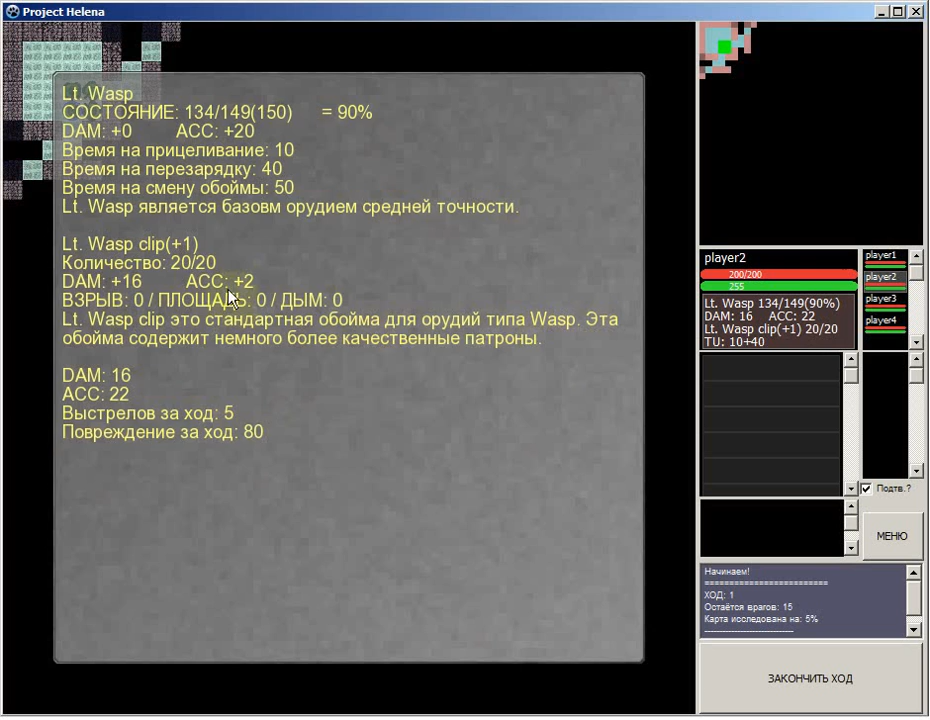 Project Helena
Lt. Wasp
СОСТОЯНИЕ: 134/149(150) = 90%
DAM: +0 ACC: +20
Время на прицеливание: 10
Время на перезарядку: 40
Время на смену обоймы: 50
Lt. Wasp является базовм орудием средней точности.
Lt. Wasp clip(+1)
Количество: 20/20
DAM: +16 ACC: +2
ВЗРЫВ: 0 / ПЛОЩАДЬ: 0 / ДЫМ: 0
Lt. Wasp clip это стандартная обойма для орудий типа Wasp. Эта
обойма содержит немного более качественные патроны.
DAM: 16
ACC: 22
Выстрелов за ход: 5
Повреждение за ход: 80
player2
200/200
255
Lt. Wasp 134/149(90%)
DAM: 16 ACC: 22
Lt. Wasp clip(+1) 20/20
TU: 10+40
player1
player2
player3
player4
Подтв.?
МЕНЮ
Начинаем!
=========================
ХОД: 1
Остаётся врагов: 15
Карта исследована на: 5%
------------------------------
ЗАКОНЧИТЬ ХОД